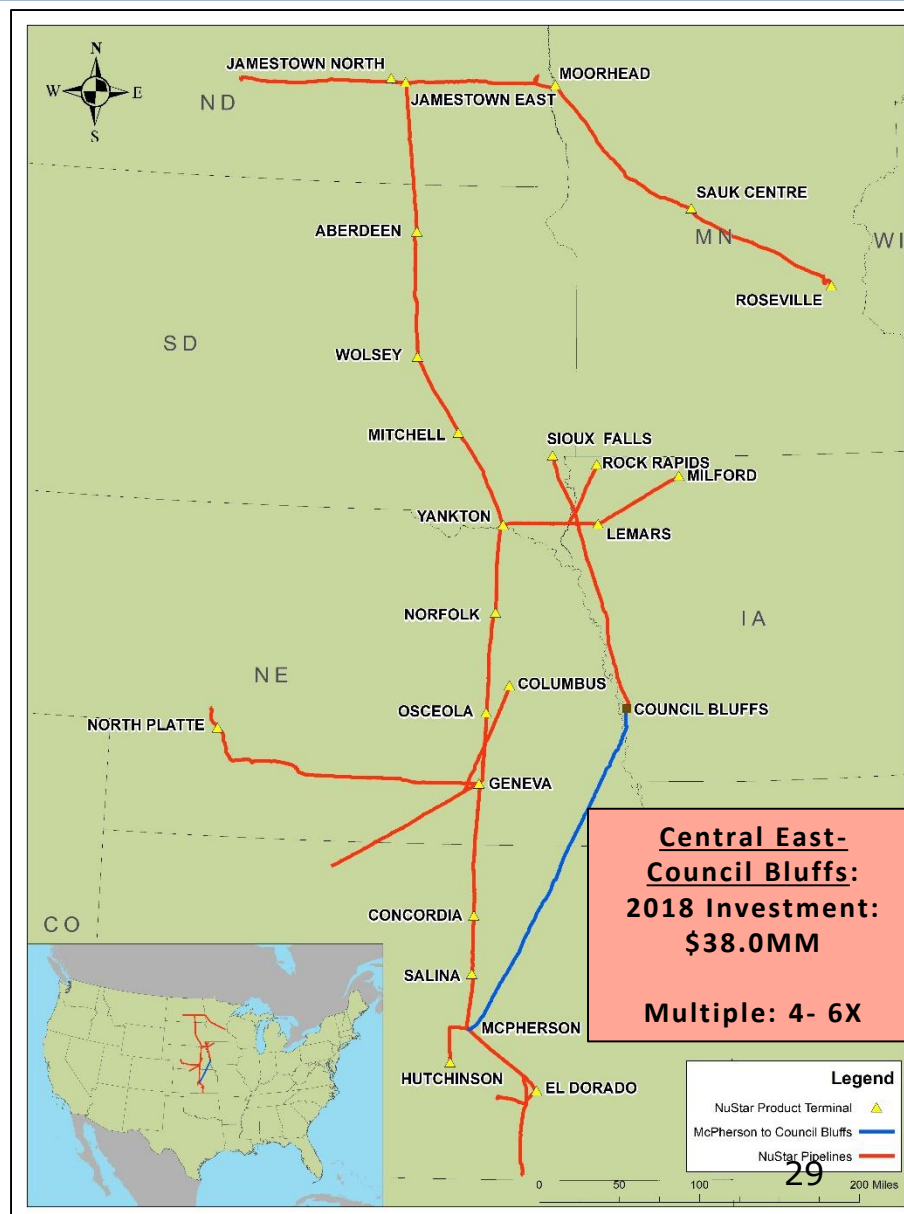 N
W
E
S
JAMESTOWN NORTH
MOORHEAD
JAMESTOWN EAST
ND
SAUK CENTRE
MN
WI
ABERDEEN
ROSEVILLE
SD
WOLSEY
MITCHELL
SIOUX FALLS
ROCK RAPIDS
MILFORD
YANKTON
LEMARS
NORFOLK
IA
NE
COLUMBUS
OSCEOLA
COUNCIL BLUFFS
NORTH PLATTE
GENEVA
Central East-
Council Bluffs:
2018 Investment:
$38.0MM
Multiple: 4- 6X
CONCORDIA
CO
SALINA
MCPHERSON
HUTCHINSON
EL DORADO
Legend
NuStar Product Terminal
McPherson to Council Bluffs
NuStar Pipelines
29
0 50 100 200 Miles